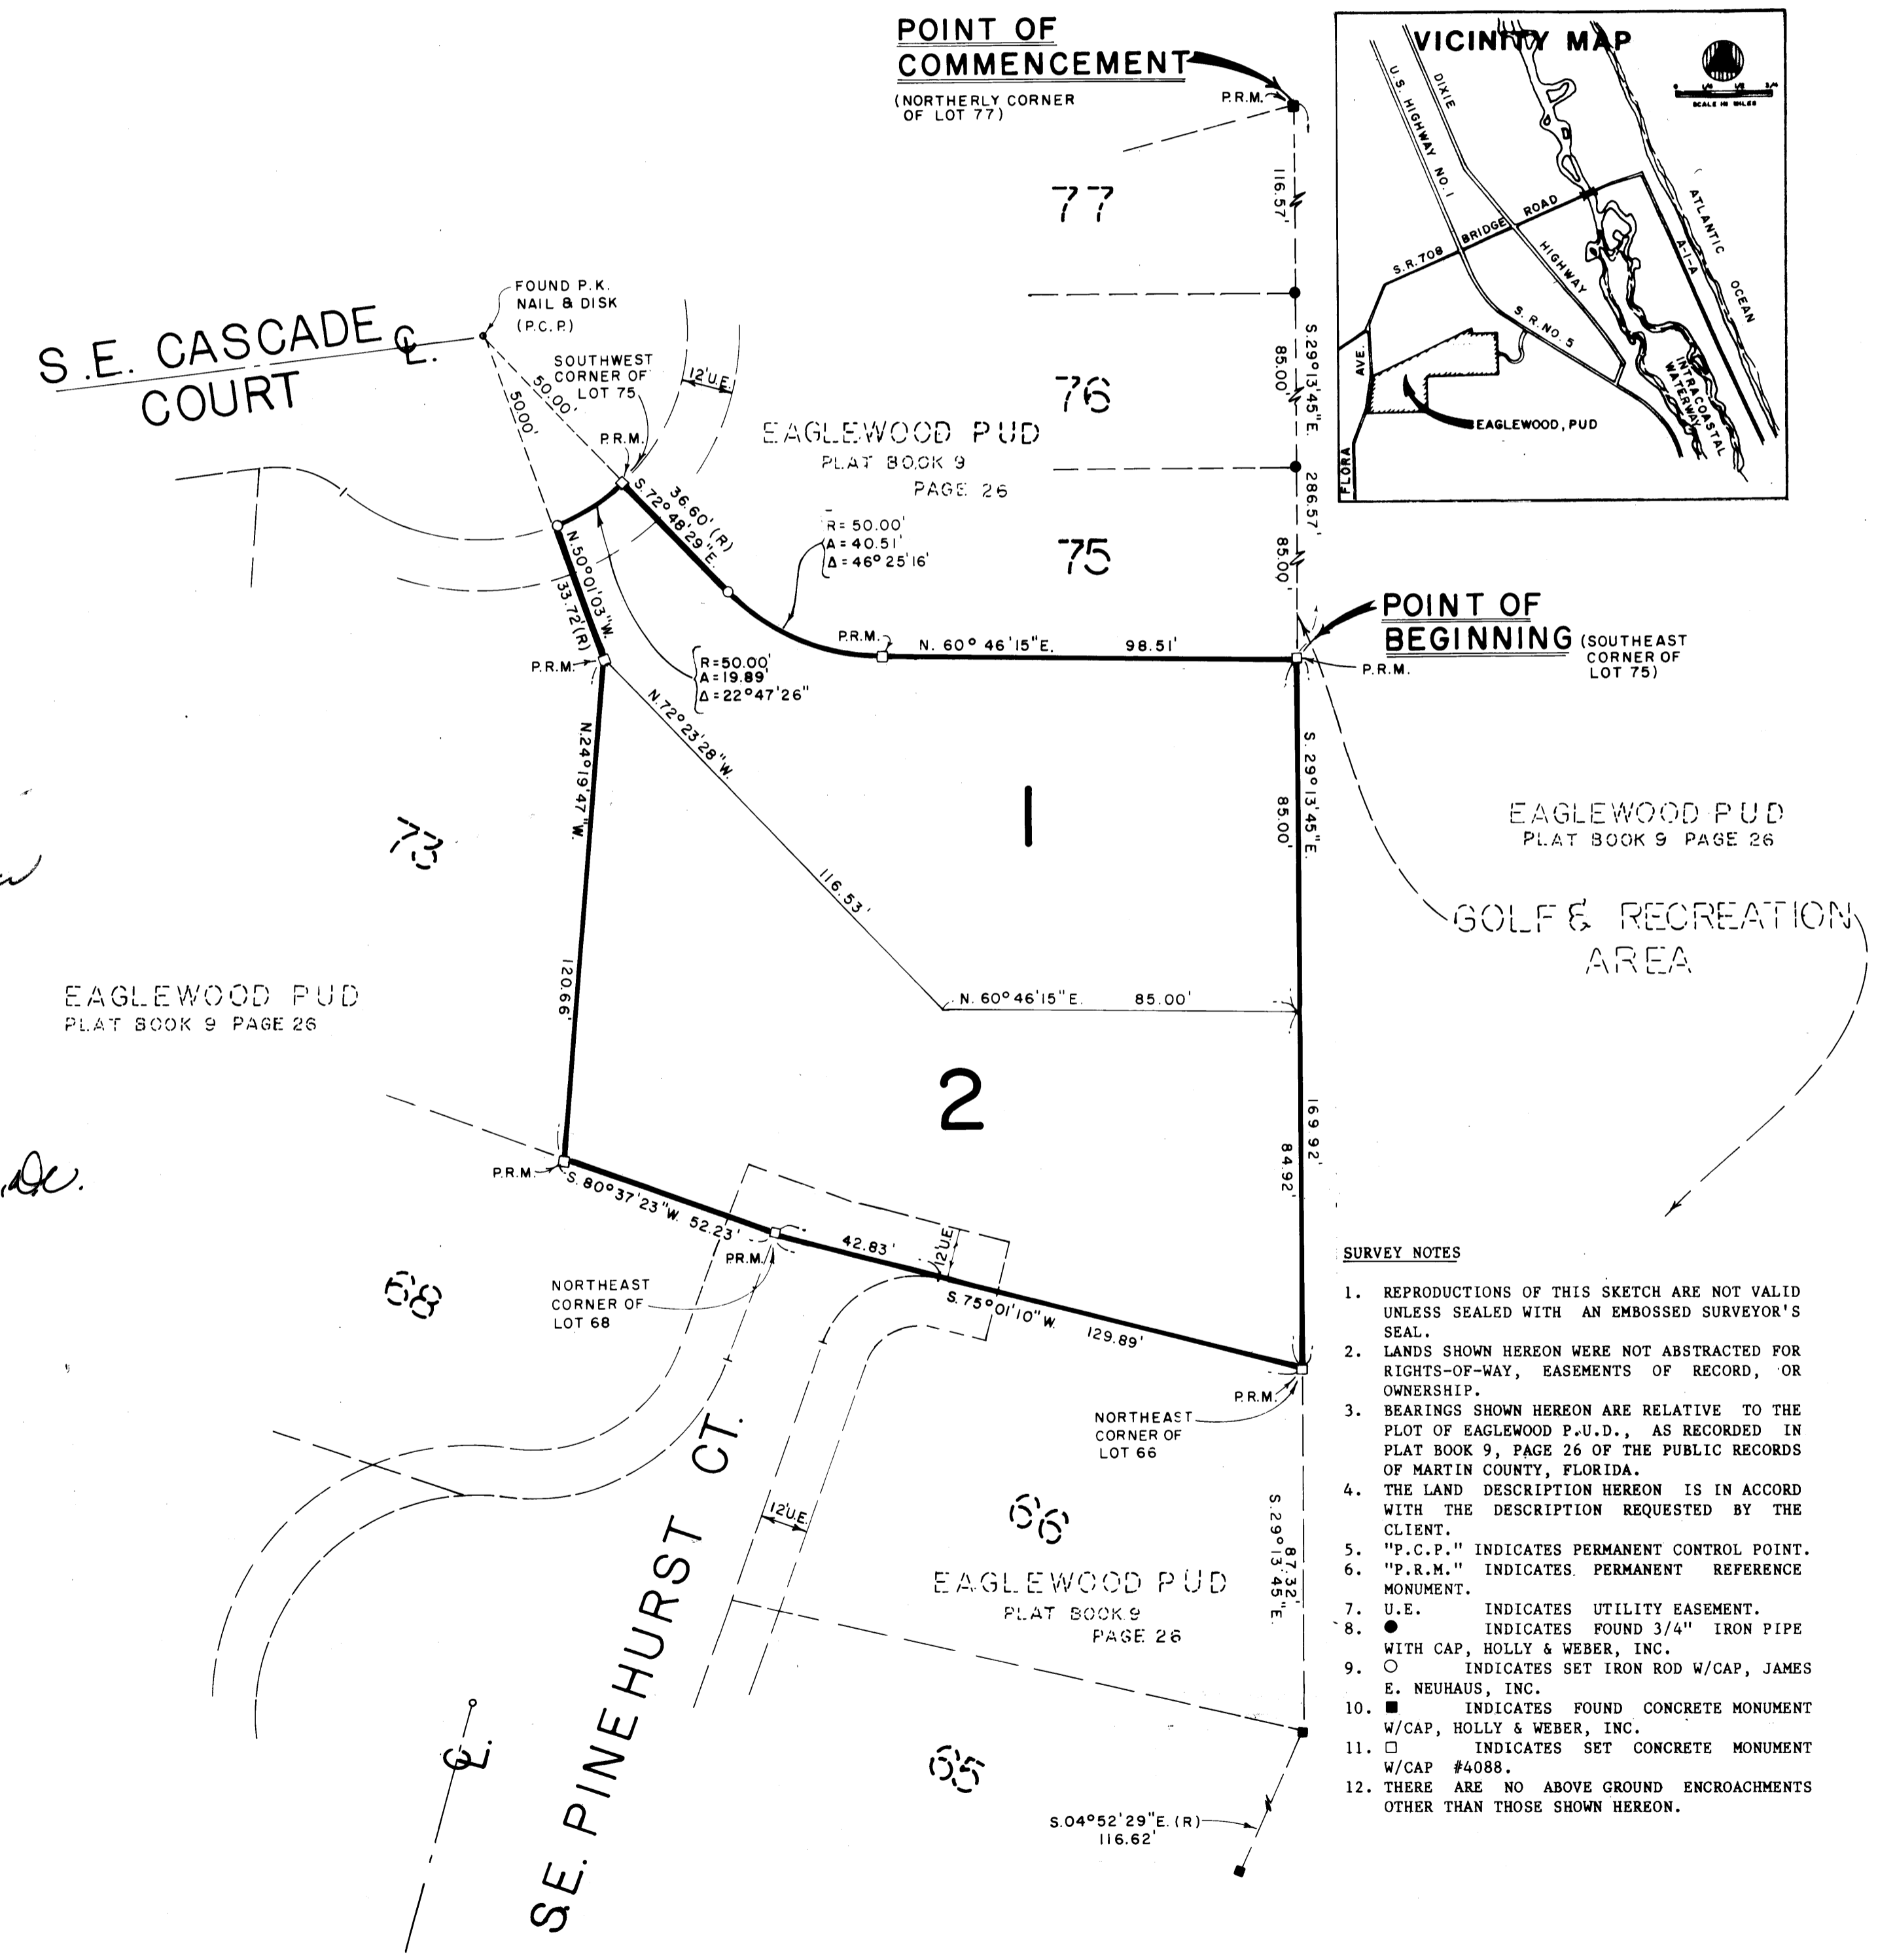 POINT OF
COMMENCEMENT
(NORTHERLY CORNER
OF LOT 77)
P.R.M.
116.57'
77
VICINITY MAP
SCALE IN MILES
U.S. HIGHWAY NO. 1
DIXIE
HIGHWAY
S.R. 708
BRIDGE
ROAD
ATLANTIC
OCEAN
A-1-A
S.R. NO. 5
INTRACOASTAL
WATERWAY
AVE.
FLORA
EAGLEWOOD, PUD
S.E. CASCADE
COURT
℄.
FOUND P.K.
NAIL & DISK
(P.C.P.)
SOUTHWEST
CORNER OF
LOT 75
50.00'
50.00'
P.R.M.
12' U.E.
S.29°13'45"E.
85.00'
76
EAGLEWOOD PUD
PLAT BOOK 9
PAGE 26
286.57'
85.00'
75
36.60' (R)
S.72°48'29"E.
R= 50.00'
A= 40.51'
Δ= 46°25'16'
N.50°01'03"W.
33.72'(R)
P.R.M.
P.R.M.
N. 60° 46'15"E. 98.51'
POINT OF
BEGINNING (SOUTHEAST
CORNER OF
LOT 75)
P.R.M.
R=50.00'
A=19.89'
Δ=22°47'26"
N.72°23'28"W.
116.53'
N.24°19'47"W.
120.66'
1
S. 29°13'45"E.
85.00'
73
EAGLEWOOD PUD
PLAT BOOK 9 PAGE 26
GOLF & RECREATION
AREA
EAGLEWOOD PUD
PLAT BOOK 9 PAGE 26
N. 60°46'15"E. 85.00'
2
169.92'
84.92'
P.R.M.
S. 80°37'23"W. 52.23'
P.R.M.
42.83'
12'U.E.
S. 75°01'10"W. 129.89'
68
NORTHEAST
CORNER OF
LOT 68
P.R.M.
NORTHEAST
CORNER OF
LOT 66
S.E. PINEHURST CT.
12'U.E.
66
87.32'
S.29°13'45"E.
EAGLEWOOD PUD
PLAT BOOK 9
PAGE 26
℄.
65
S.04°52'29"E. (R)
116.62'
SURVEY NOTES
1. REPRODUCTIONS OF THIS SKETCH ARE NOT VALID
UNLESS SEALED WITH AN EMBOSSED SURVEYOR'S
SEAL.
2. LANDS SHOWN HEREON WERE NOT ABSTRACTED FOR
RIGHTS-OF-WAY, EASEMENTS OF RECORD, OR
OWNERSHIP.
3. BEARINGS SHOWN HEREON ARE RELATIVE TO THE
PLOT OF EAGLEWOOD P.U.D., AS RECORDED IN
PLAT BOOK 9, PAGE 26 OF THE PUBLIC RECORDS
OF MARTIN COUNTY, FLORIDA.
4. THE LAND DESCRIPTION HEREON IS IN ACCORD
WITH THE DESCRIPTION REQUESTED BY THE
CLIENT.
5. "P.C.P." INDICATES PERMANENT CONTROL POINT.
6. "P.R.M." INDICATES PERMANENT REFERENCE
MONUMENT.
7. U.E. INDICATES UTILITY EASEMENT.
8. ● INDICATES FOUND 3/4" IRON PIPE
WITH CAP, HOLLY & WEBER, INC.
9. ○ INDICATES SET IRON ROD W/CAP, JAMES
E. NEUHAUS, INC.
10. ■ INDICATES FOUND CONCRETE MONUMENT
W/CAP, HOLLY & WEBER, INC.
11. □ INDICATES SET CONCRETE MONUMENT
W/CAP #4088.
12. THERE ARE NO ABOVE GROUND ENCROACHMENTS
OTHER THAN THOSE SHOWN HEREON.